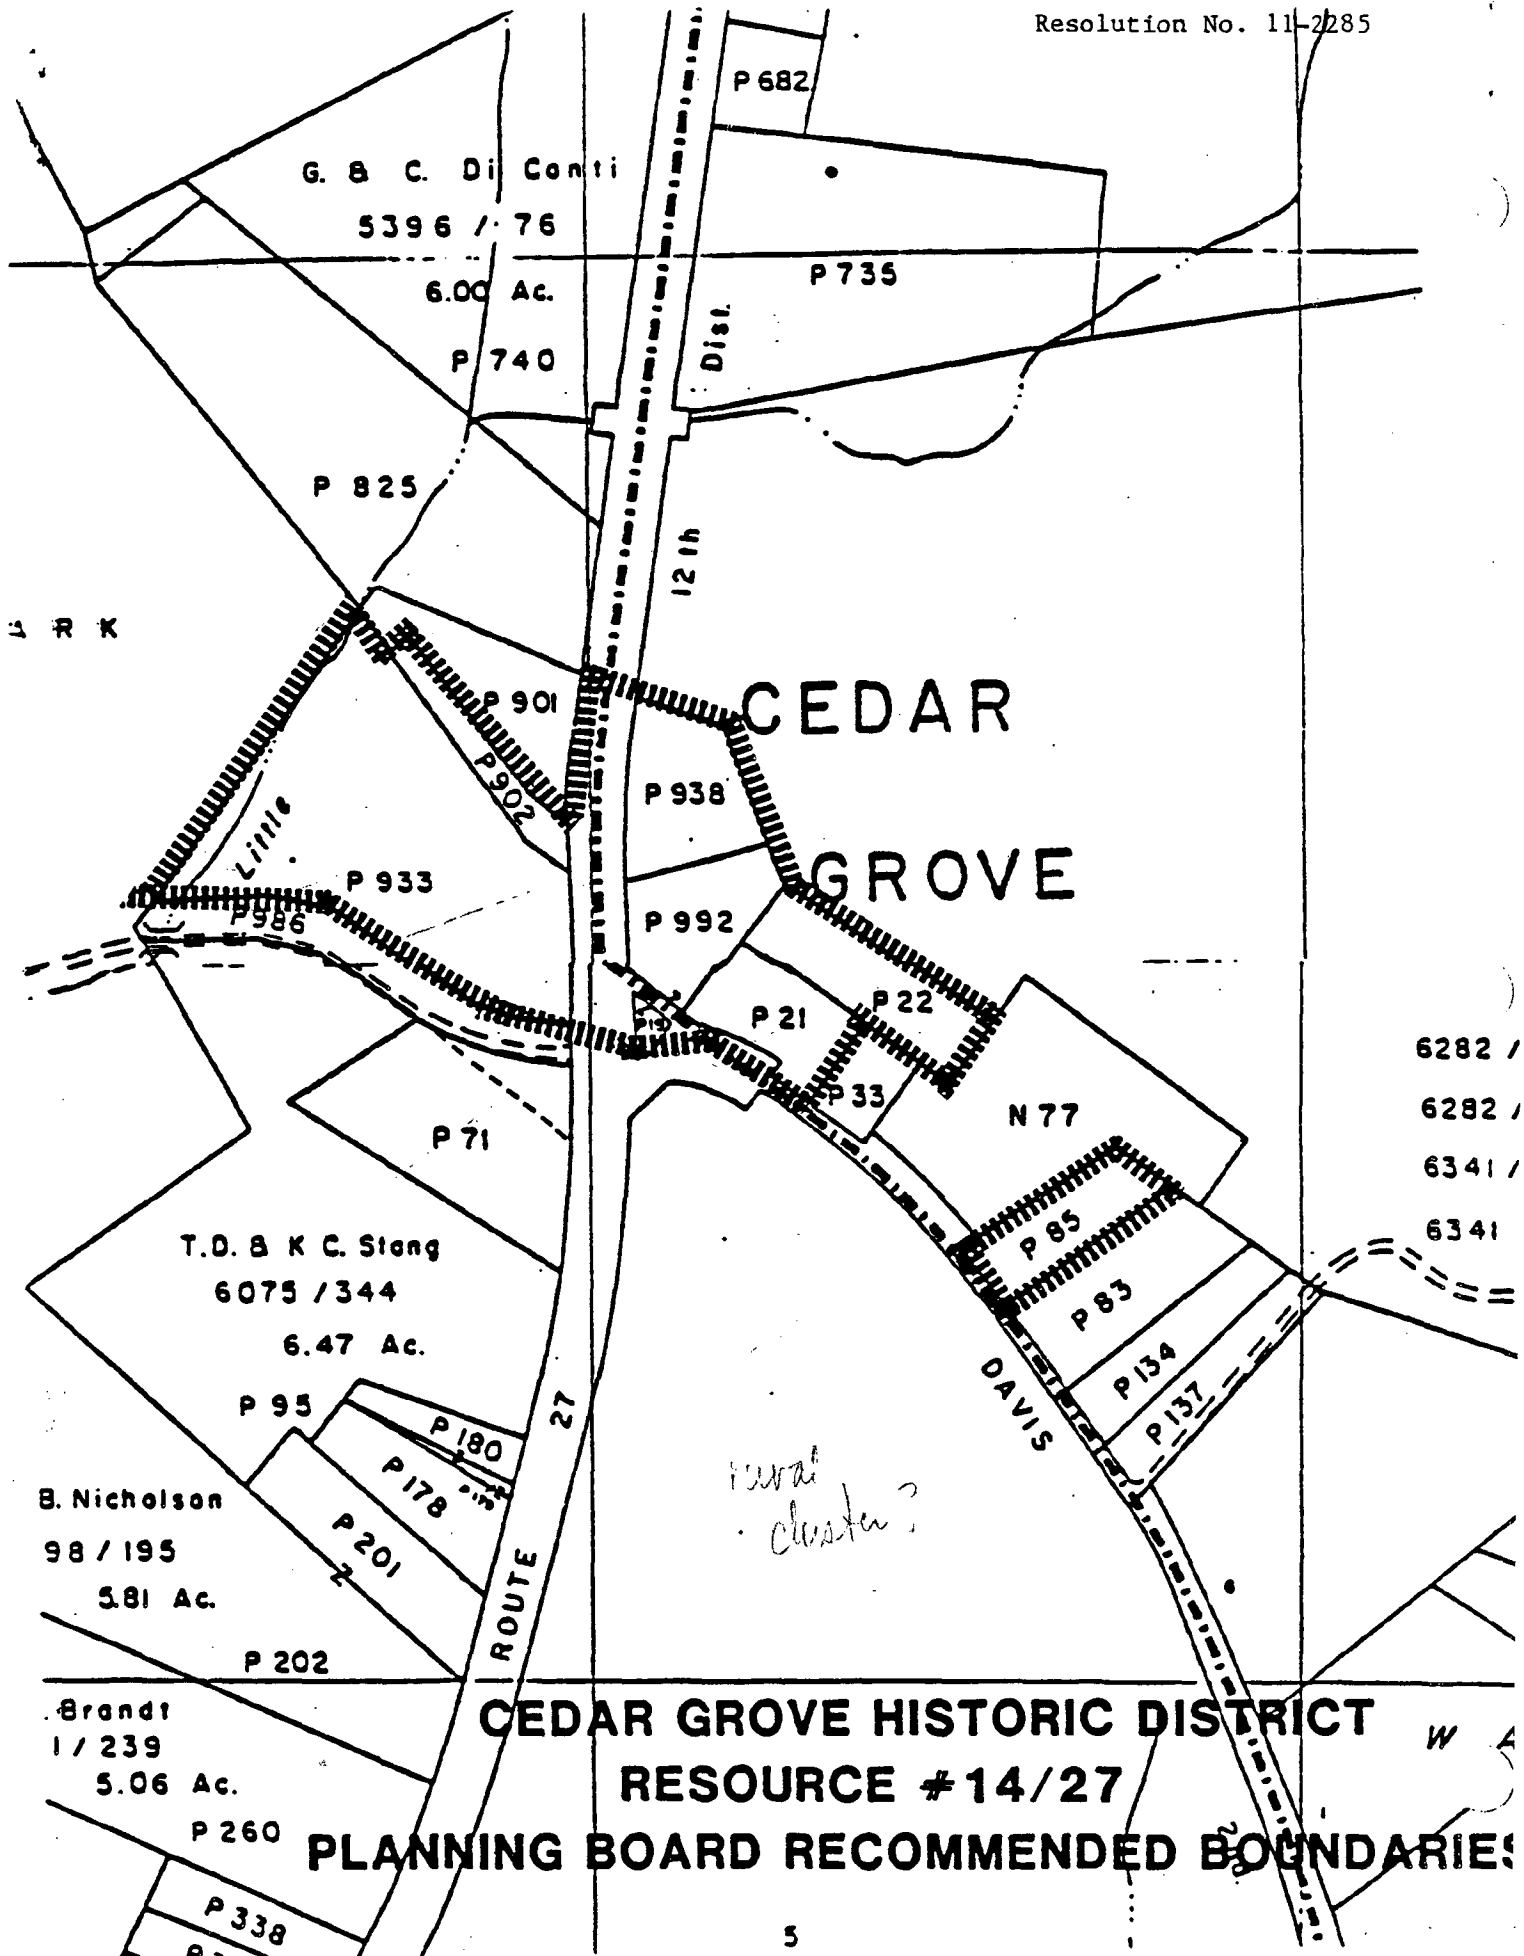 Resolution No. 11-2285
P 682
G. & C. Di Conti
5396 / 76
6.00 Ac.
P 735
P 740
Dist.
P 825
12 th
A R K
P 901
CEDAR
P 902
P 938
Little
GROVE
P 933
P 986
P 992
P 22
P 21
6282 /
P 33
N 77
6282 /
P 71
6341 /
P 85
6341
T.D. & K C. Stang
6075 / 344
P 83
6.47 Ac.
P 134
DAVIS
P 137
P 95
27
P 180
P 178
rural
cluster?
B. Nicholson
98 / 195
P 201
5.81 Ac.
ROUTE
P 202
CEDAR GROVE HISTORIC DISTRICT
Brandt
1 / 239
W A
RESOURCE #14/27
5.06 Ac.
P 260
PLANNING BOARD RECOMMENDED BOUNDARIES
P 338
5